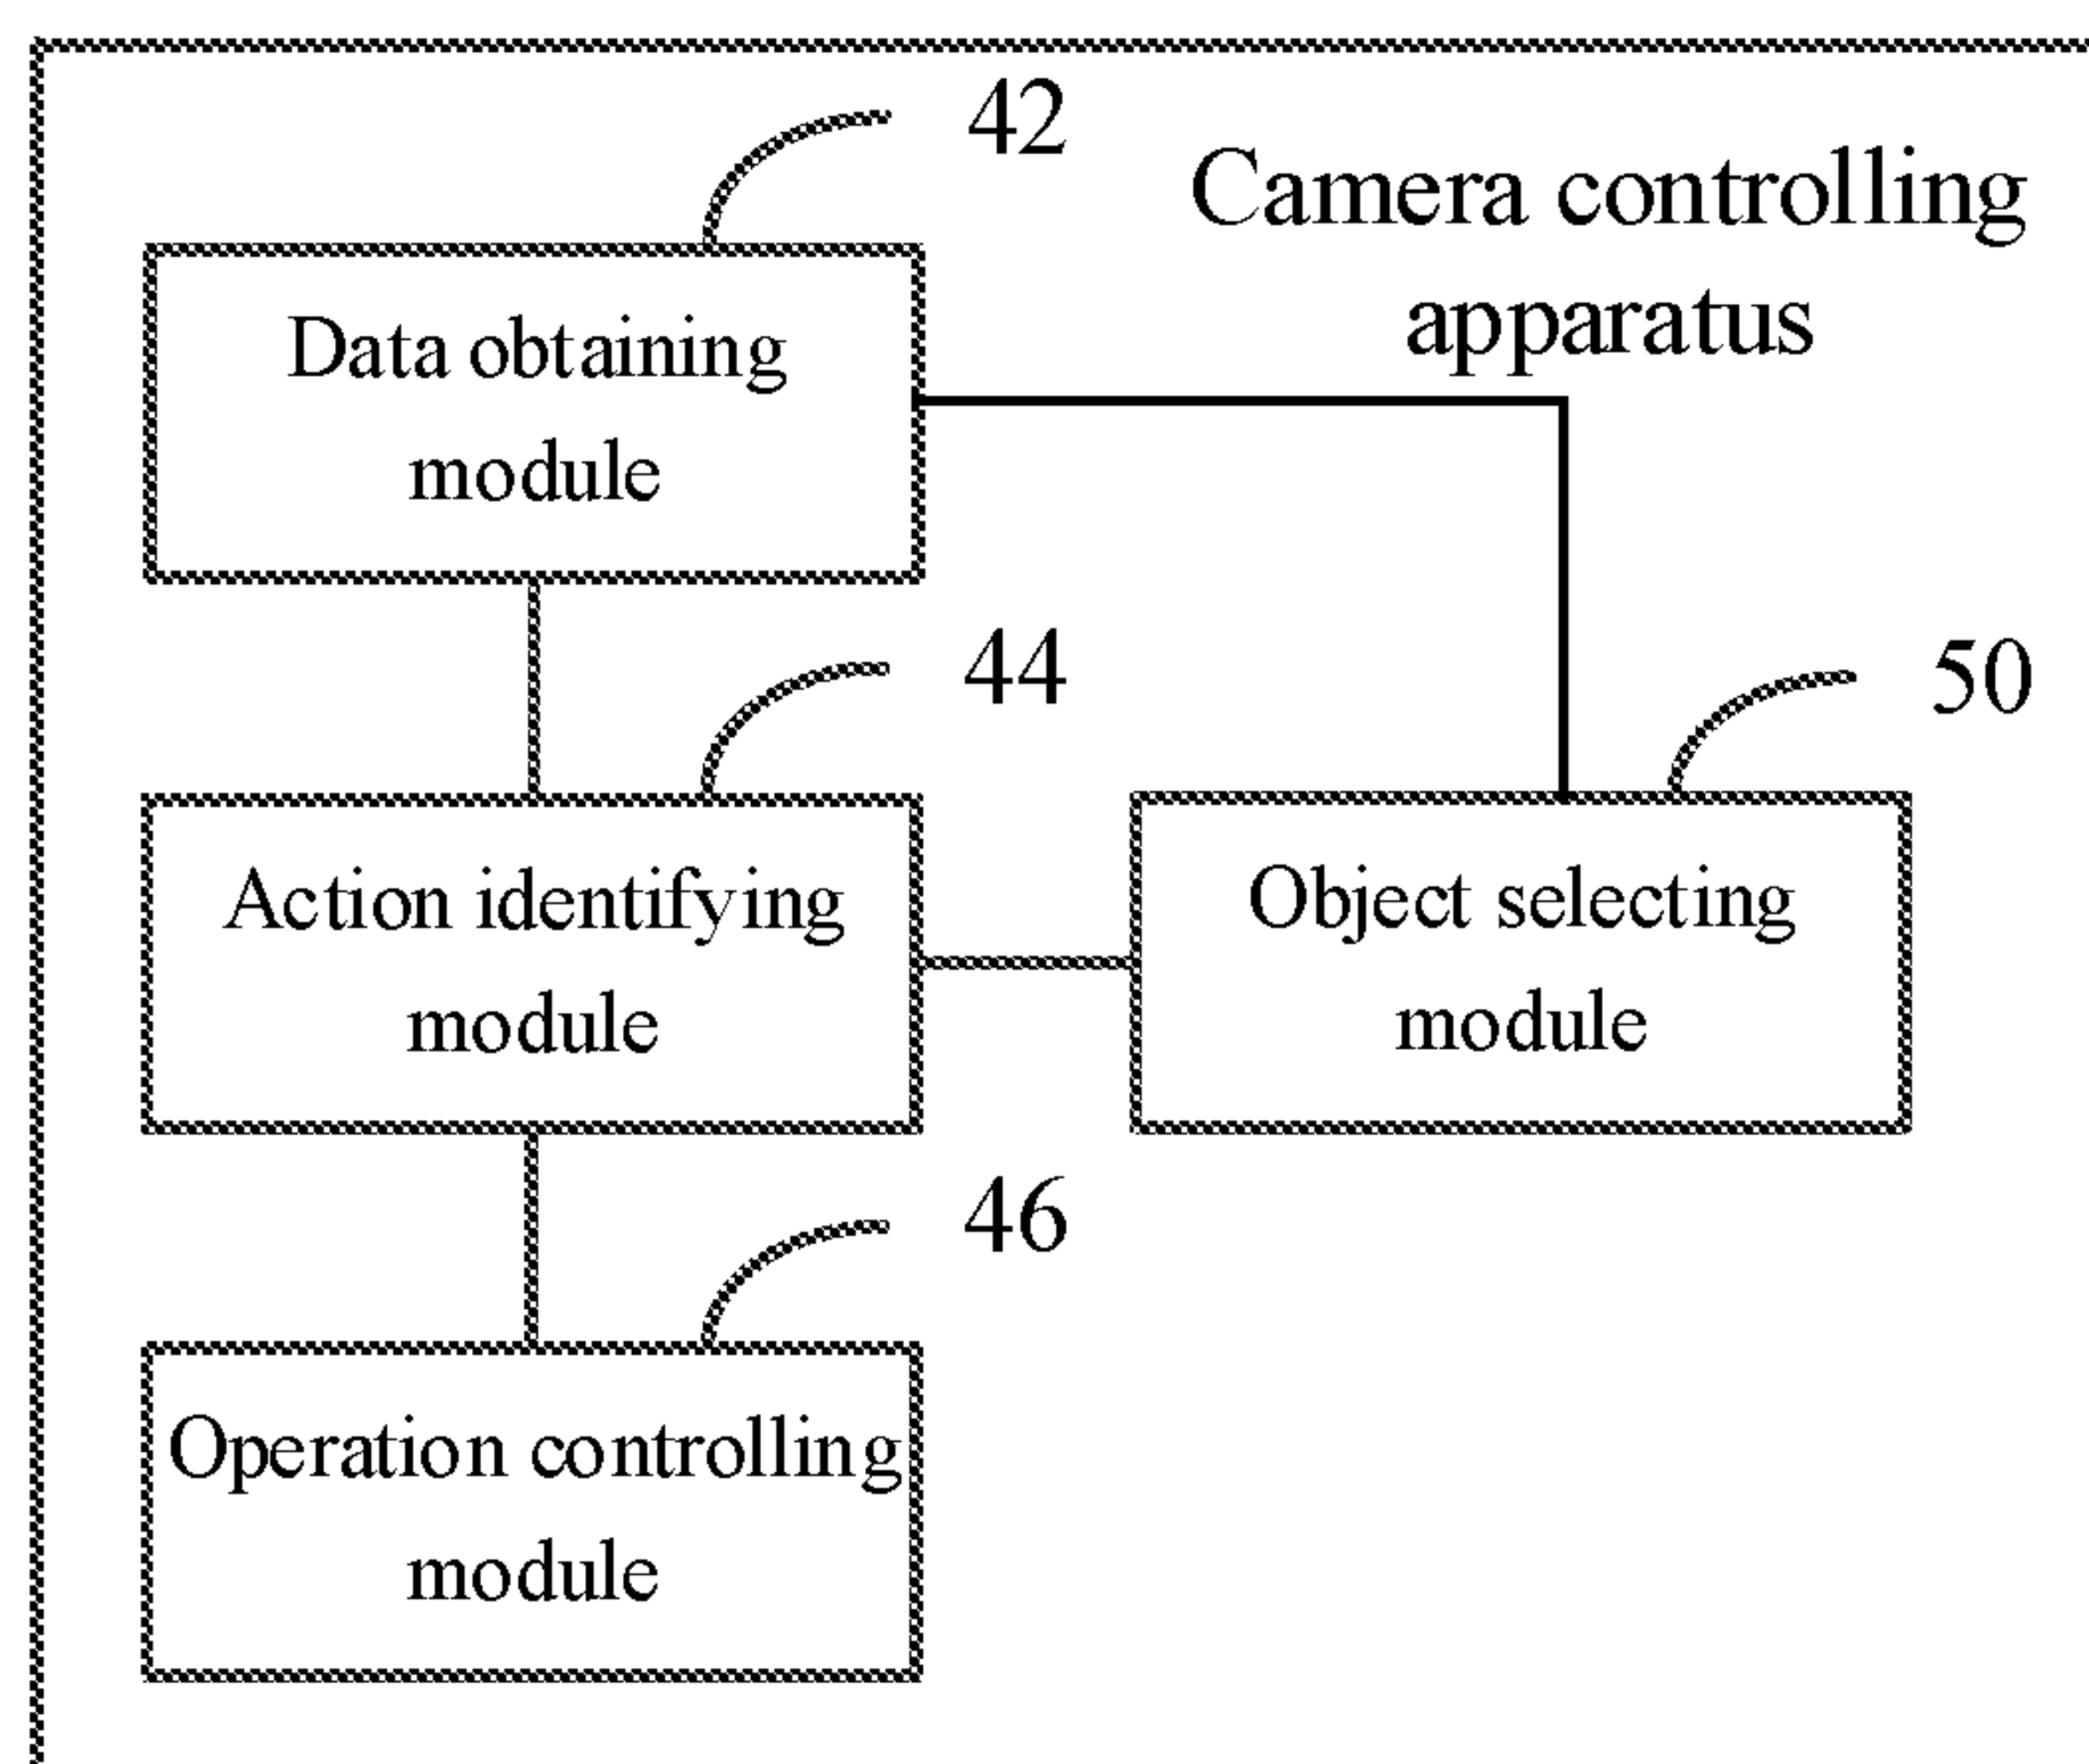 42
Camera controlling
apparatus
Data obtaining
module
44
50
Action identifying
module
Object selecting
module
46
Operation controlling
module